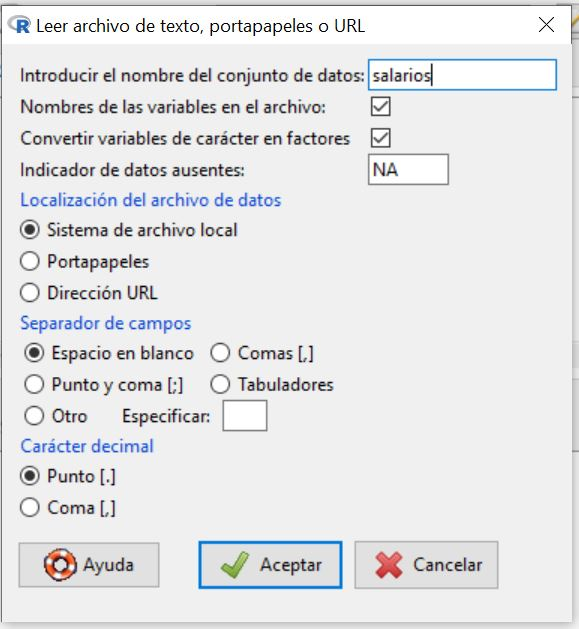 Leer archivo de texto, portapapeles o URL
Introducir el nombre del conjunto de datos: salarios
Nombres de las variables en el archivo:
Convertir variables de carácter en factores
Indicador de datos ausentes: NA
Localización del archivo de datos
Sistema de archivo local
Portapapeles
Dirección URL
Separador de campos
Espacio en blanco Comas [,]
Punto y coma [;] Tabuladores
Otro Especificar:
Carácter decimal
Punto [.]
Coma [,]
Ayuda Aceptar Cancelar